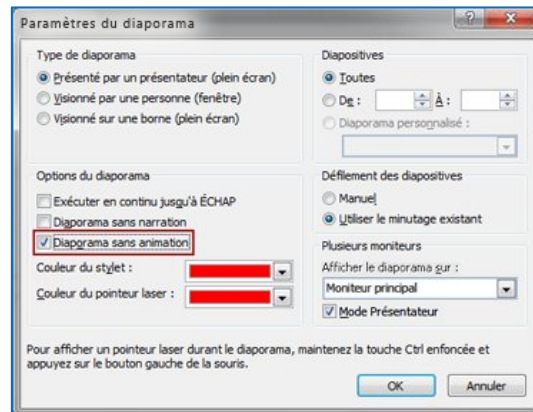 Paramètres du diaporama
Type de diaporama
Présenté par un présentateur (plein écran)
Visionné par une personne (fenêtre)
Visionné sur une borne (plein écran)
Diapositives
Toutes
De : À :
Diaporama personnalisé :
Options du diaporama
Exécuter en continu jusqu'à ÉCHAP
Diaporama sans narration
Diaporama sans animation
Couleur du stylet :
Couleur du pointeur laser :
Défilement des diapositives
Manuel
Utiliser le minutage existant
Plusieurs moniteurs
Afficher le diaporama sur :
Moniteur principal
Mode Présentateur
Pour afficher un pointeur laser durant le diaporama, maintenez la touche Ctrl enfoncée et
appuyez sur le bouton gauche de la souris.
OK Annuler